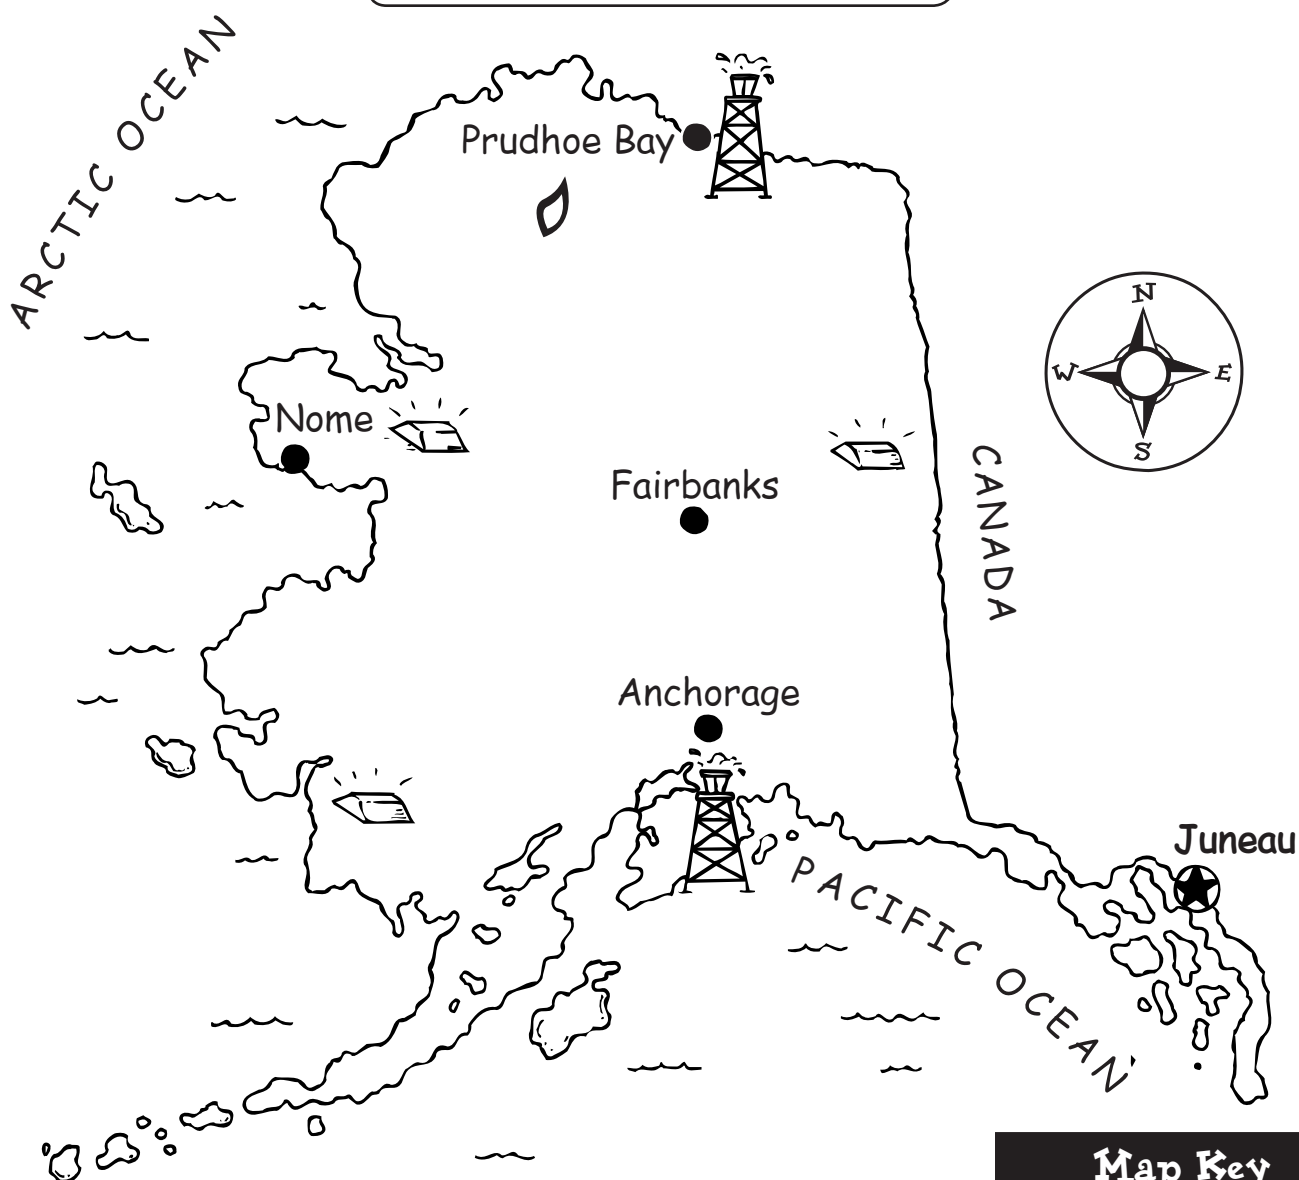 ARCTIC OCEAN
Prudhoe Bay
N
W
E
S
Nome
CANADA
Fairbanks
Anchorage
Juneau
PACIFIC OCEAN
Map Key